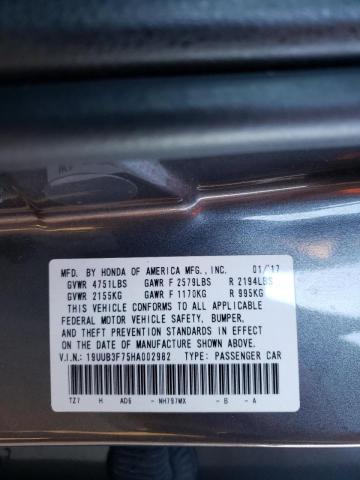 MFD. BY HONDA OF AMERICA MFG., INC. 01/17
GVWR 4751LBS GAWR F 2579LBS R 2194LBS
GVWR 2155KG GAWR F 1170KG R 995KG
THIS VEHICLE CONFORMS TO ALL APPLICABLE
FEDERAL MOTOR VEHICLE SAFETY, BUMPER,
AND THEFT PREVENTION STANDARDS IN EFFECT
ON THE DATE OF MANUFACTURE SHOWN ABOVE.
V.I.N.: 19UUB3F75HA002982 TYPE: PASSENGER CAR
TZ7 H AD6 - NH797MX - B - A